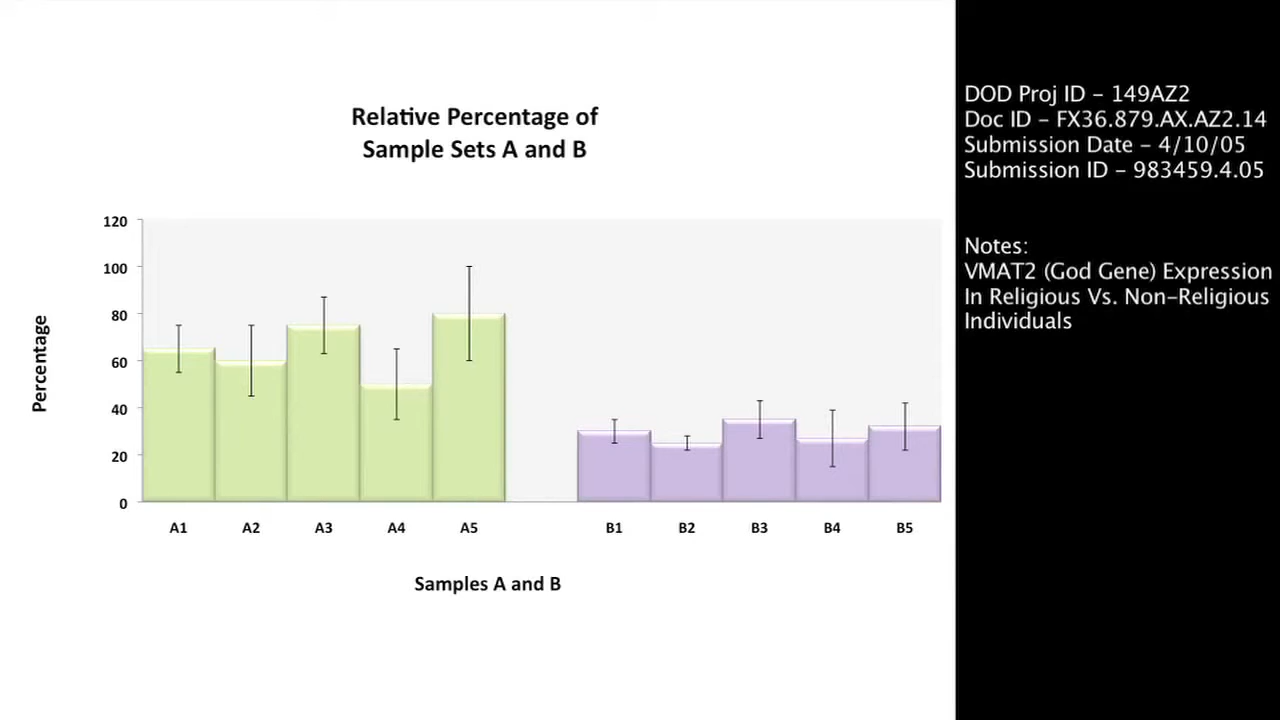 Relative Percentage of
Sample Sets A and B
120
100
80
60
40
20
0
Percentage
A1 A2 A3 A4 A5 B1 B2 B3 B4 B5
Samples A and B
DOD Proj ID – 149AZ2
Doc ID – FX36.879.AX.AZ2.14
Submission Date – 4/10/05
Submission ID – 983459.4.05
Notes:
VMAT2 (God Gene) Expression
In Religious Vs. Non–Religious
Individuals